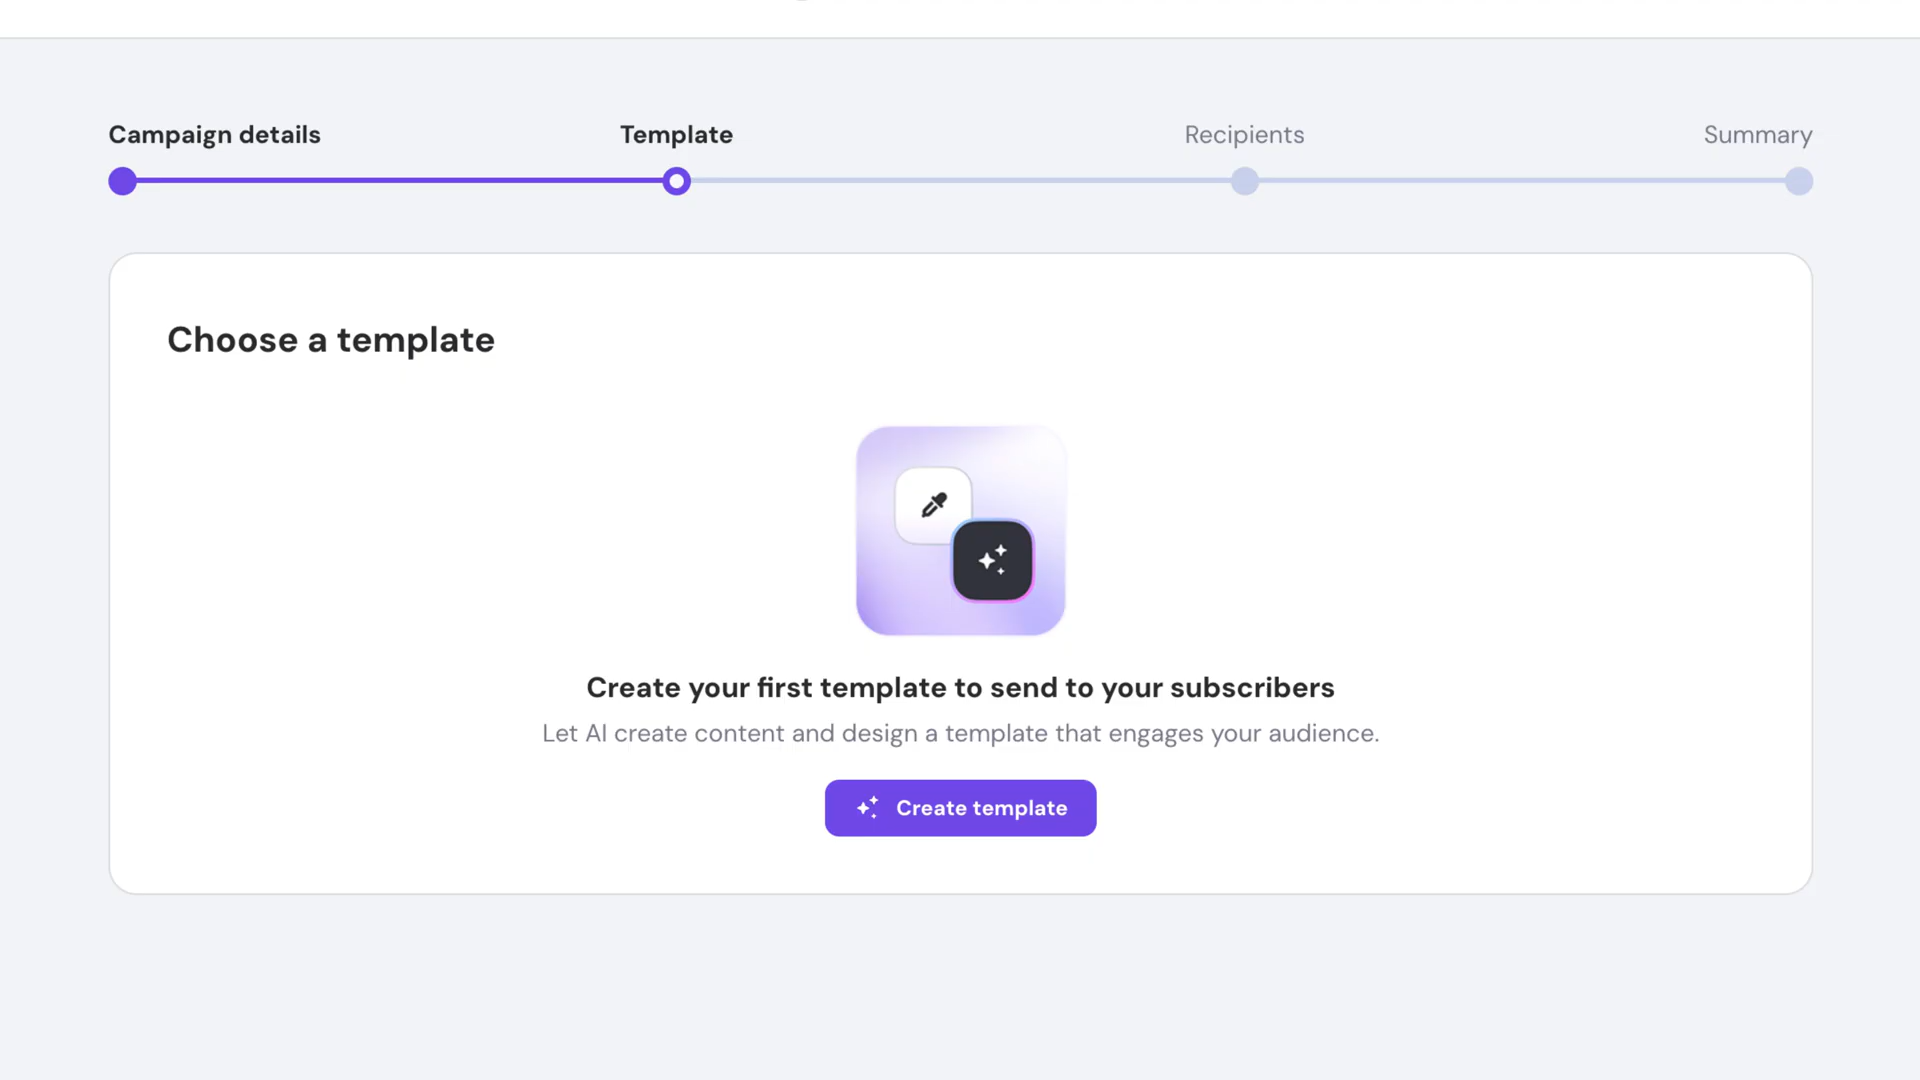 Campaign details
Template
Recipients
Summary
Choose a template
Create your first template to send to your subscribers
Let AI create content and design a template that engages your audience.
Create template